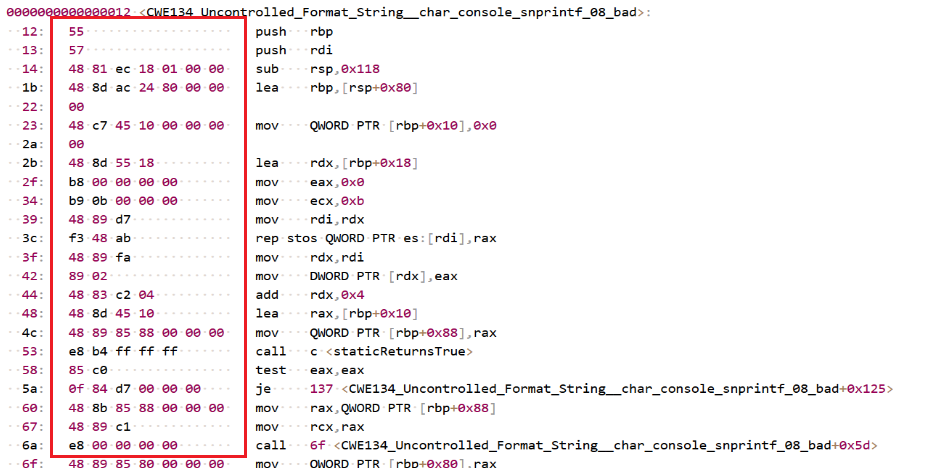 0000000000000012 <CWE134_Uncontrolled_Format_String__char_console_snprintf_08_bad>:
12: 55 push rbp
13: 57 push rdi
14: 48 81 ec 18 01 00 00 sub rsp,0x118
1b: 48 8d ac 24 80 00 00 lea rbp,[rsp+0x80]
22: 00
23: 48 c7 45 10 00 00 00 mov QWORD PTR [rbp+0x10],0x0
2a: 00
2b: 48 8d 55 18 lea rdx,[rbp+0x18]
2f: b8 00 00 00 00 mov eax,0x0
34: b9 0b 00 00 00 mov ecx,0xb
39: 48 89 d7 mov rdi,rdx
3c: f3 48 ab rep stos QWORD PTR es:[rdi],rax
3f: 48 89 fa mov rdx,rdi
42: 89 02 mov DWORD PTR [rdx],eax
44: 48 83 c2 04 add rdx,0x4
48: 48 8d 45 10 lea rax,[rbp+0x10]
4c: 48 89 85 88 00 00 00 mov QWORD PTR [rbp+0x88],rax
53: e8 b4 ff ff ff call c <staticReturnsTrue>
58: 85 c0 test eax,eax
5a: 0f 84 d7 00 00 00 je 137 <CWE134_Uncontrolled_Format_String__char_console_snprintf_08_bad+0x125>
60: 48 8b 85 88 00 00 00 mov rax,QWORD PTR [rbp+0x88]
67: 48 89 c1 mov rcx,rax
6a: e8 00 00 00 00 call 6f <CWE134_Uncontrolled_Format_String__char_console_snprintf_08_bad+0x5d>
6f: 48 89 85 80 00 00 00 mov QWORD PTR [rbp+0x80],rax